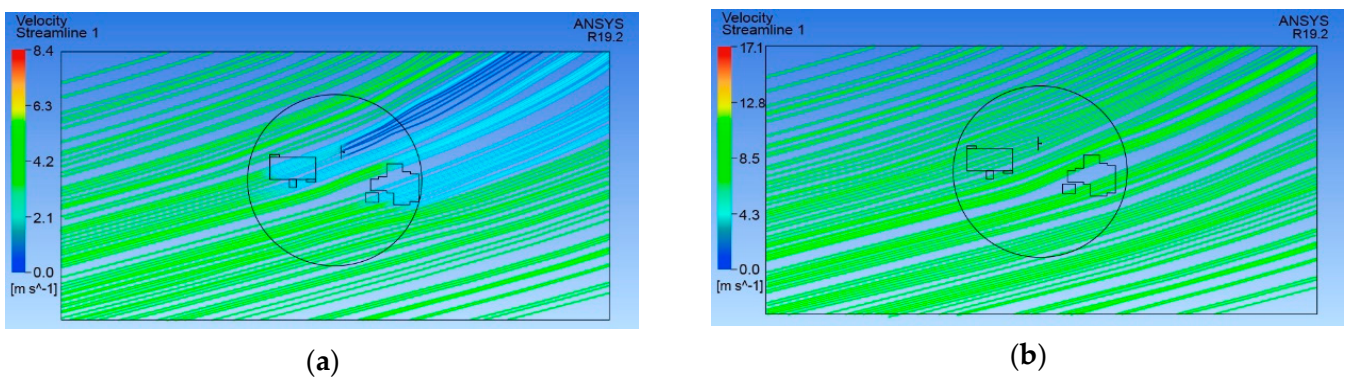 Velocity
Streamline 1
ANSYS
R19.2
8.4
6.3
4.2
2.1
0.0
[m s^-1]
(a)
Velocity
Streamline 1
ANSYS
R19.2
17.1
12.8
8.5
4.3
0.0
[m s^-1]
(b)